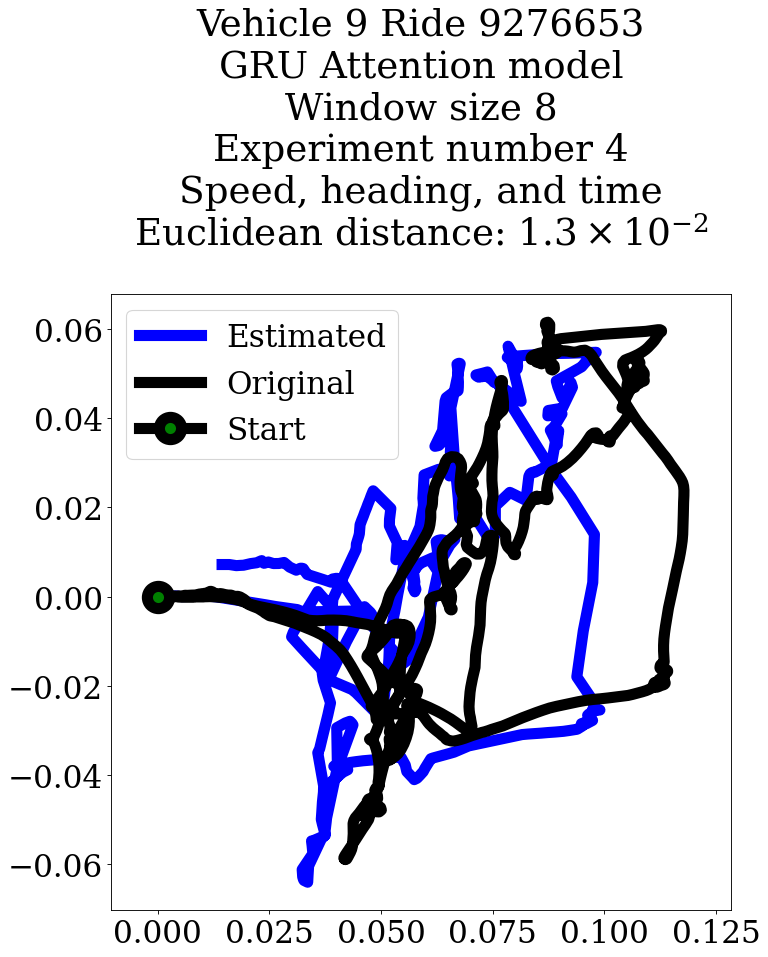 Vehicle 9 Ride 9276653
GRU Attention model
Window size 8
Experiment number 4
Speed, heading, and time
Euclidean distance: 1.3 × 10⁻²
Estimated
Original
Start
0.06
0.04
0.02
0.00
−0.02
−0.04
−0.06
0.000 0.025 0.050 0.075 0.100 0.125